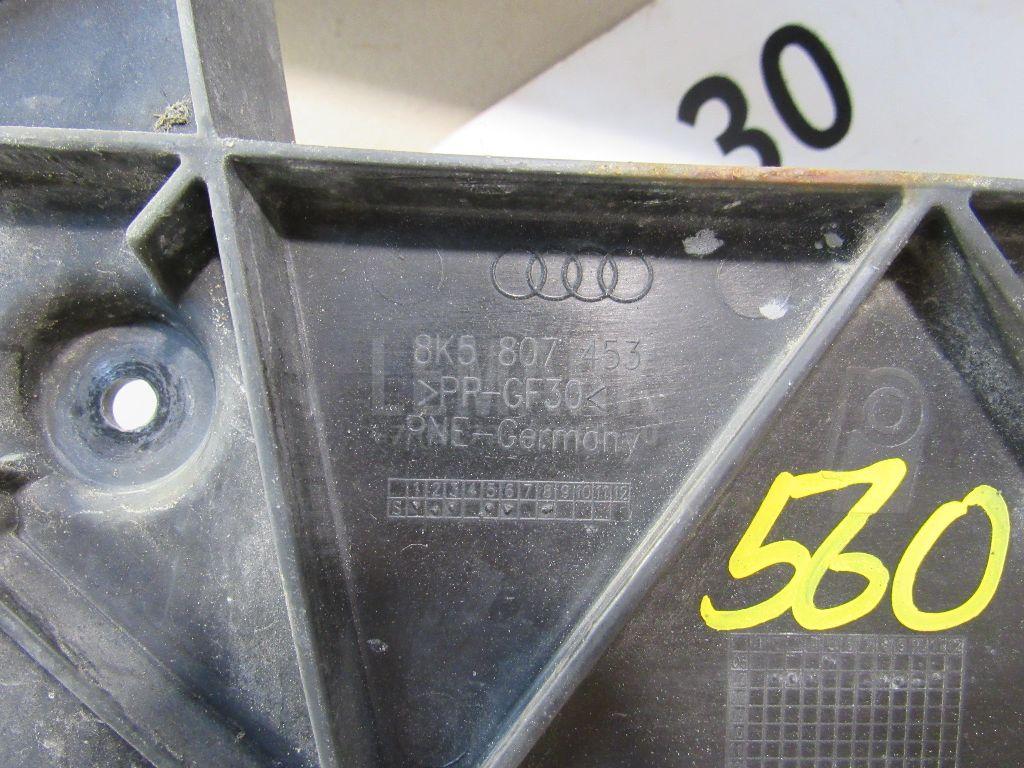 30
8K5 807 453
>PP-GF30<
RNE-Germany
1 2 3 4 5 6 7 8 9 10 11 12
560